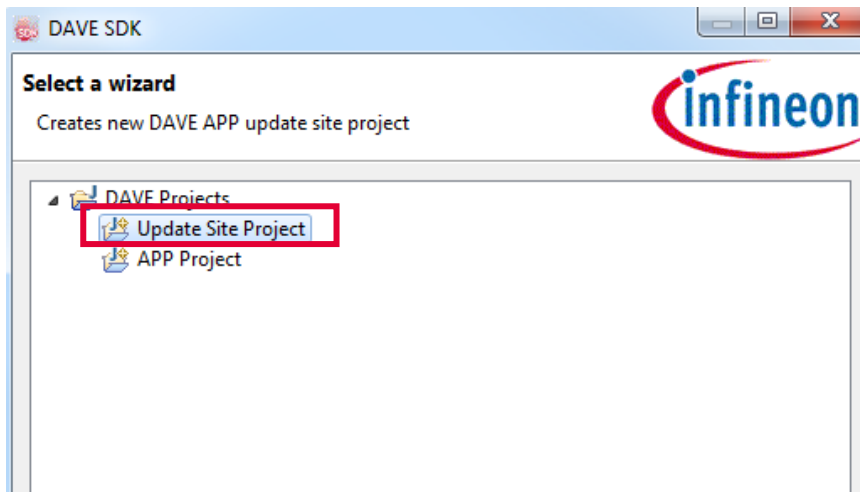 DAVE SDK
Select a wizard
Creates new DAVE APP update site project
infineon
DAVE Projects
Update Site Project
APP Project